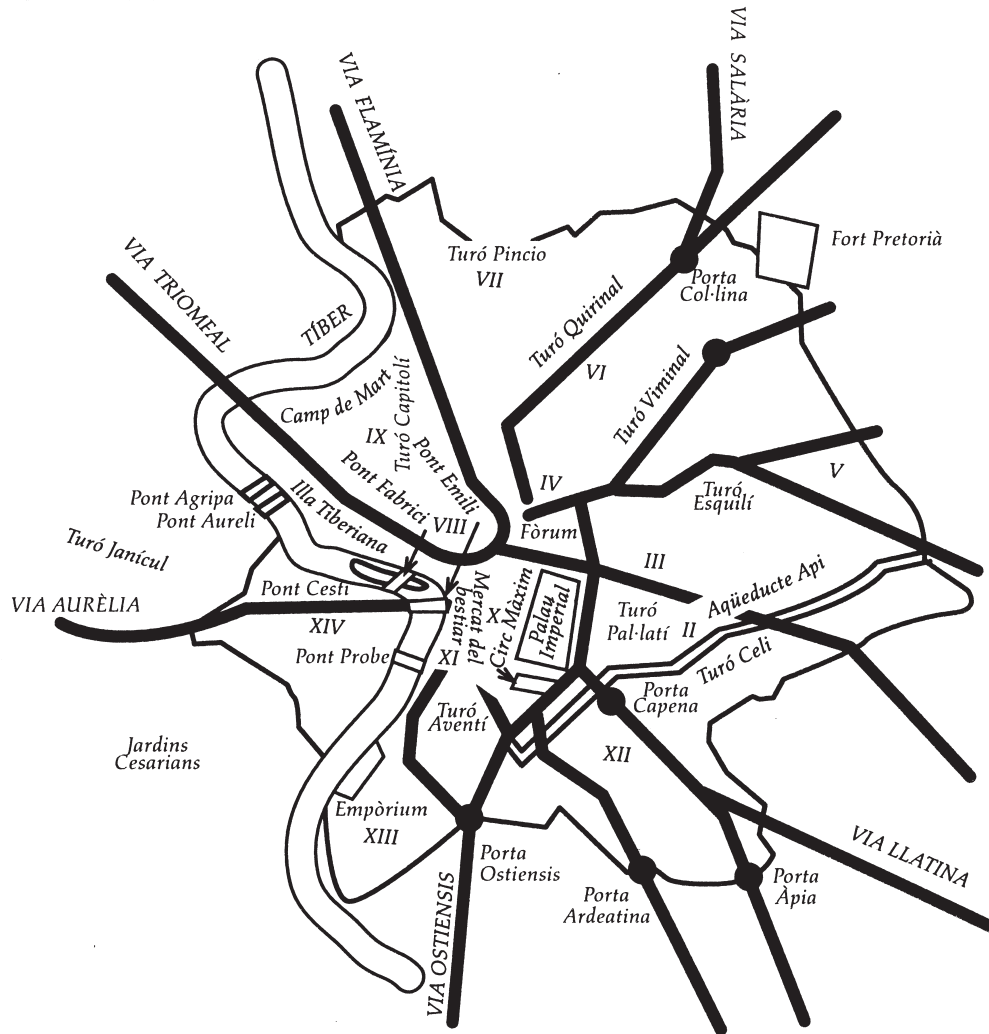 VIA SALÀRIA
VIA FLAMÍNIA
VIA TRIOMFAL
TÍBER
Turó Pincio
VII
Fort Pretorià
Porta
Col·lina
Turó Quirinal
VI
Turó Viminal
Camp de Mart
IX
Turó Capitolí
Pont Emili
Pont Fabrici
VIII
Illa Tiberiana
Pont Agripa
Pont Aureli
Turó Janícul
IV
Fòrum
Turó
Esquilí
V
III
Aqüeducte Api
VIA AURÈLIA
Pont Cesti
XIV
Pont Probe
Mercat del
bestiar
X
Circ Màxim
Palau
Imperial
Turó
Pal·latí
II
Turó Celi
XI
Turó
Aventí
Porta
Capena
XII
Jardins
Cesarians
Empòrium
XIII
Porta
Ostiensis
VIA OSTIENSIS
Porta
Ardeatina
Porta
Àpia
VIA LLATINA